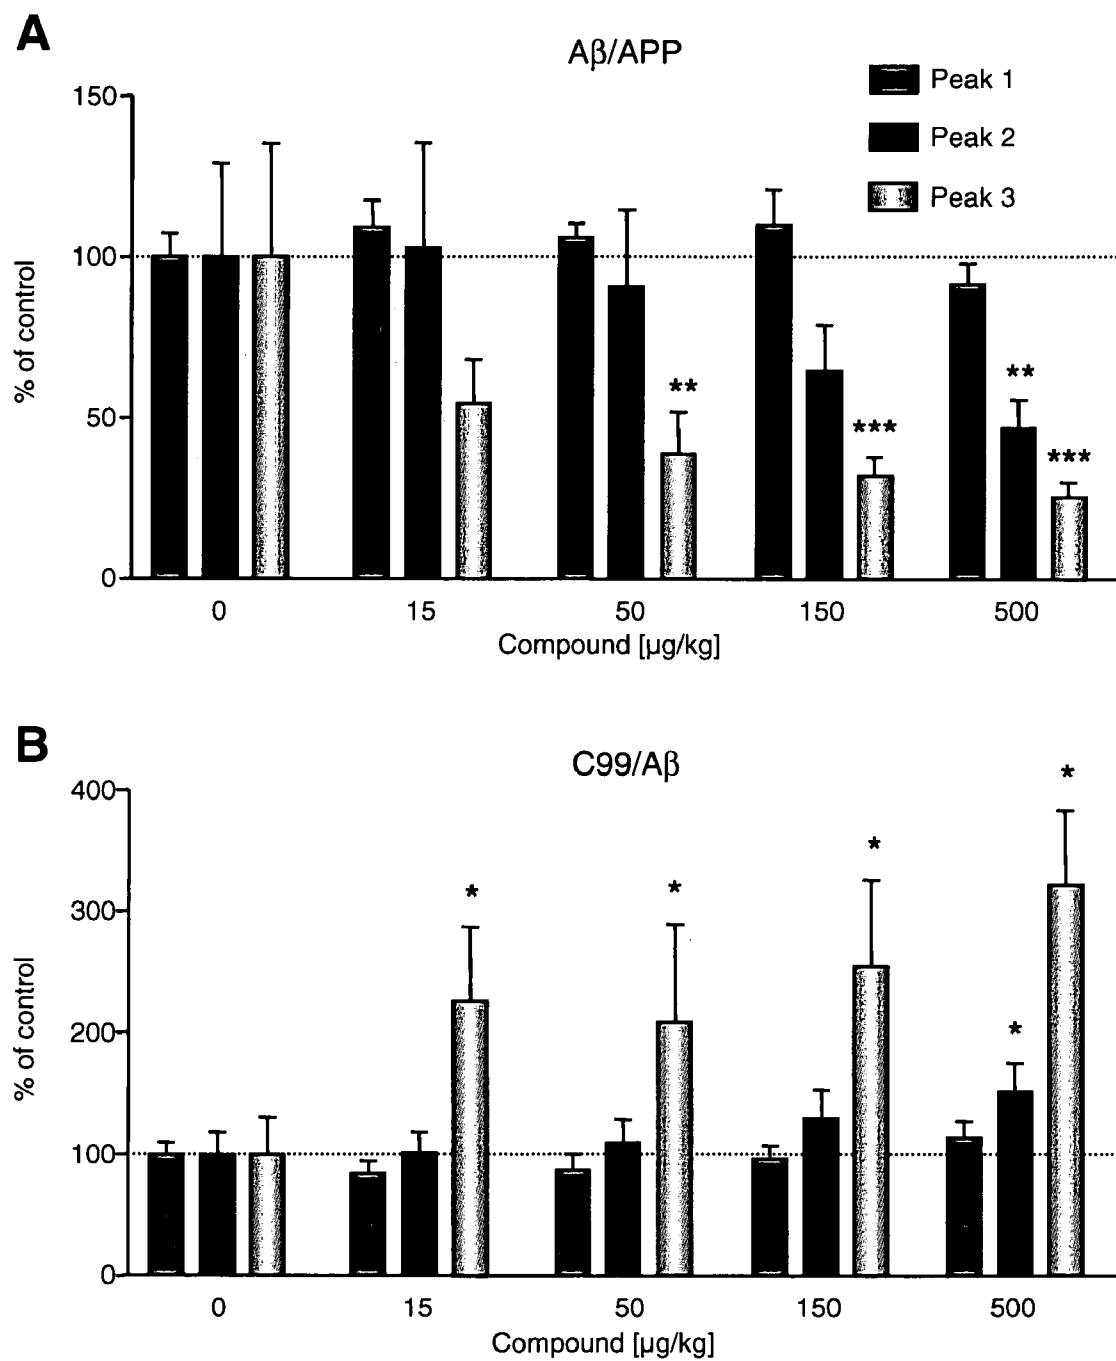 A
Aβ/APP
Peak 1
Peak 2
Peak 3
150
100
50
0
% of control
**
***
**
***
0 15 50 150 500
Compound [µg/kg]
B
C99/Aβ
400
300
200
100
0
% of control
*
*
*
*
*
0 15 50 150 500
Compound [µg/kg]